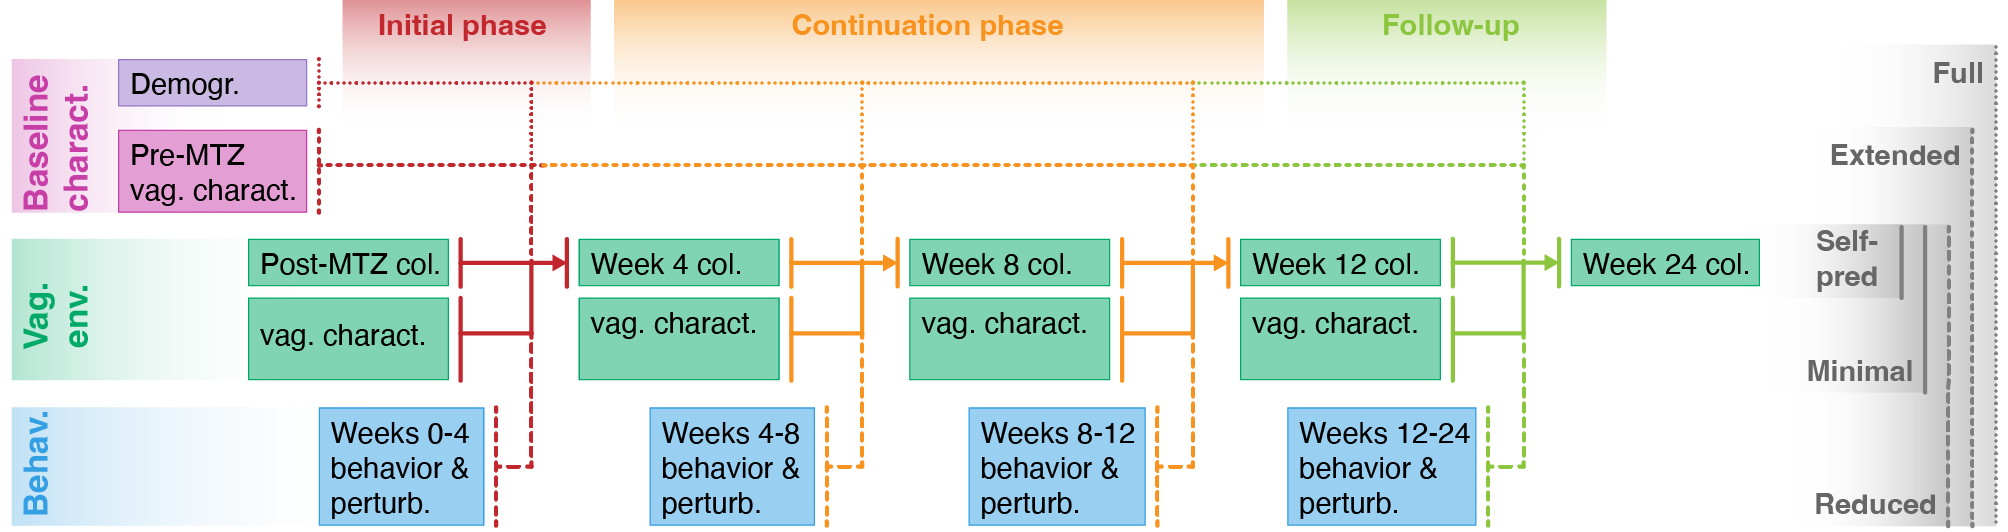 Initial phase
Continuation phase
Follow-up
Baseline
charact.
Demogr.
Pre-MTZ
vag. charact.
Vag.
env.
Post-MTZ col.
Week 4 col.
Week 8 col.
Week 12 col.
Week 24 col.
vag. charact.
vag. charact.
vag. charact.
vag. charact.
Behav.
Weeks 0-4
behavior &
perturb.
Weeks 4-8
behavior &
perturb.
Weeks 8-12
behavior &
perturb.
Weeks 12-24
behavior &
perturb.
Full
Extended
Self-
pred
Minimal
Reduced